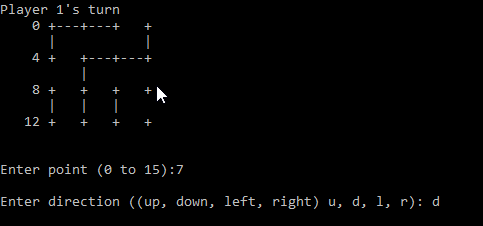 Player 1's turn
0 +---+---+   +
  |           |
4 +   +---+---+
      |
8 +   +   +   +
  |   |   |
12 +   +   +   +
Enter point (0 to 15):7
Enter direction ((up, down, left, right) u, d, l, r): d